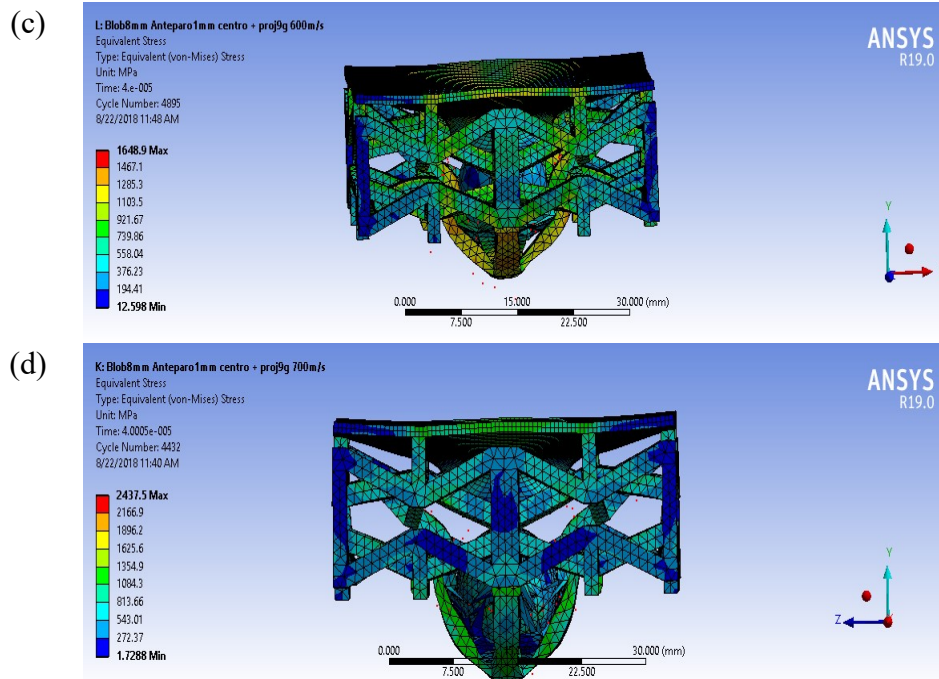 (c)
L: Blob8mm Anteparo1mm centro + proj9g 600m/s
Equivalent Stress
Type: Equivalent (von-Mises) Stress
Unit: MPa
Time: 4.e-005
Cycle Number: 4895
8/22/2018 11:48 AM
ANSYS
R19.0
1648.9 Max
1467.1
1285.3
1103.5
921.67
739.86
558.04
376.23
194.41
12.598 Min
Y
0.000 15.000 30.000 (mm)
7.500 22.500
(d)
K: Blob8mm Anteparo1mm centro + proj9g 700m/s
Equivalent Stress
Type: Equivalent (von-Mises) Stress
Unit: MPa
Time: 4.0005e-005
Cycle Number: 4432
8/22/2018 11:40 AM
ANSYS
R19.0
2437.5 Max
2166.9
1896.2
1625.6
1354.9
1084.3
813.66
543.01
272.37
1.7288 Min
Y
Z
0.000 15.000 30.000 (mm)
7.500 22.500